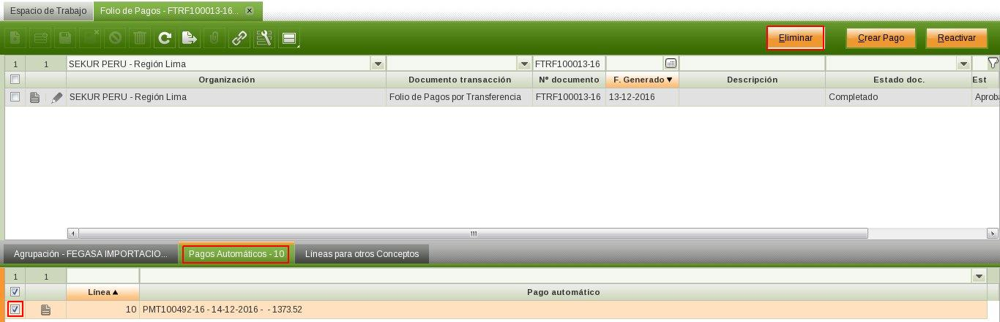 Espacio de Trabajo Folio de Pagos - FTRF100013-16...
Eliminar Crear Pago Reactivar
1 1 SEKUR PERU - Región Lima FTRF100013-16
Organización Documento transacción Nº documento F. Generado Descripción Estado doc. Est
SEKUR PERU - Región Lima Folio de Pagos por Transferencia FTRF100013-16 13-12-2016 Completado Aproba
Agrupación - FEGASA IMPORTACIO... Pagos Automáticos - 10 Líneas para otros Conceptos
1 1
Línea Pago automático
10 PMT100492-16 - 14-12-2016 - - 1373.52